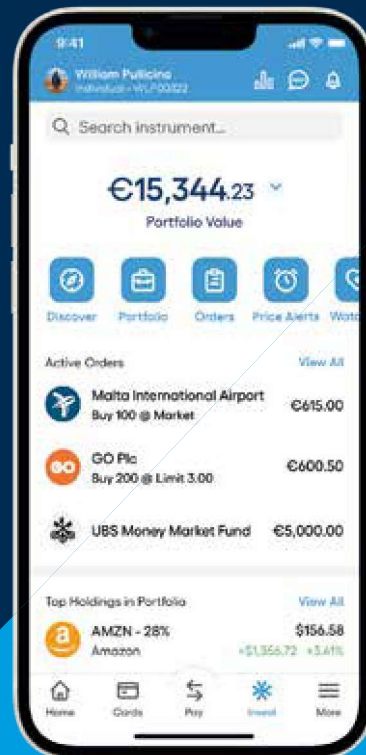 9:41
William Pullicino
Individual - WLP00322
Search instrument...
€15,344.23
Portfolio Value
Discover Portfolio Orders Price Alerts
Active Orders View All
Malta International Airport
Buy 100 @ Market €615.00
GO
GO Plc
Buy 200 @ Limit 3.00 €600.50
UBS Money Market Fund €5,000.00
Top Holdings in Portfolio View All
a
AMZN - 28% $156.58
Amazon +$1,356.72 +3.61%
Home Cards Pay Invest More